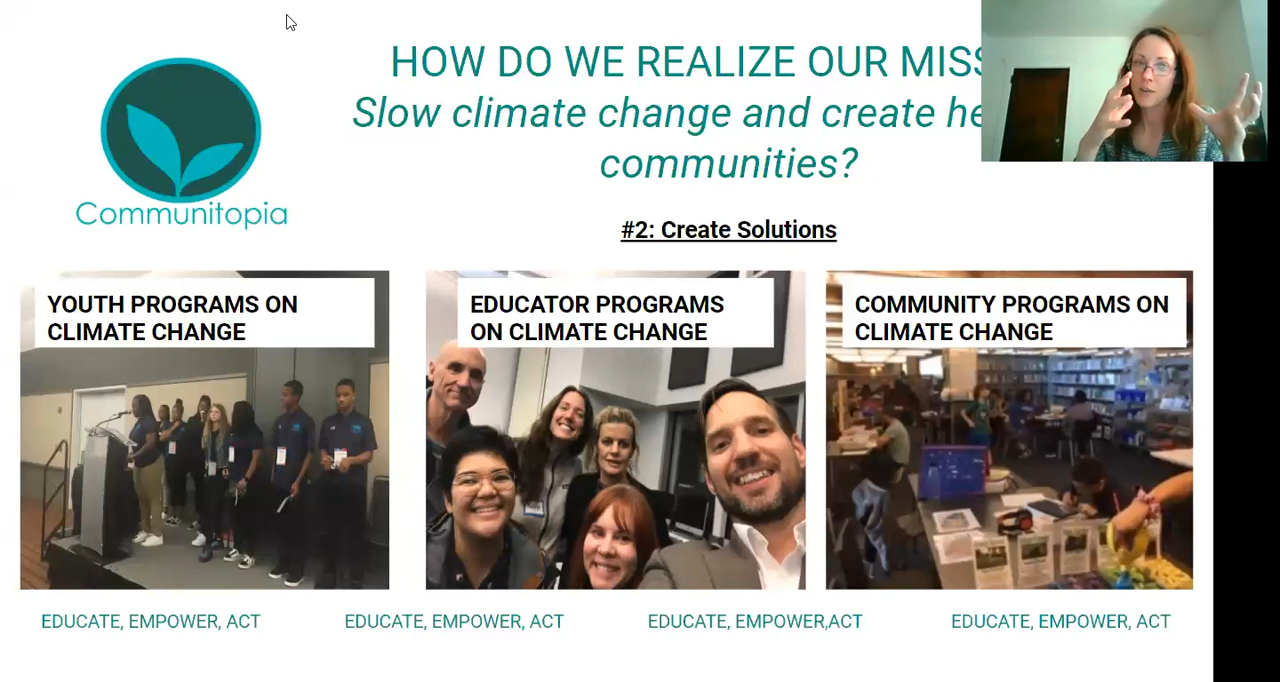 HOW DO WE REALIZE OUR MISS
Slow climate change and create he
communities?
Communitopia
#2: Create Solutions
YOUTH PROGRAMS ON
CLIMATE CHANGE
EDUCATOR PROGRAMS
ON CLIMATE CHANGE
COMMUNITY PROGRAMS ON
CLIMATE CHANGE
EDUCATE, EMPOWER, ACT
EDUCATE, EMPOWER, ACT
EDUCATE, EMPOWER,ACT
EDUCATE, EMPOWER, ACT